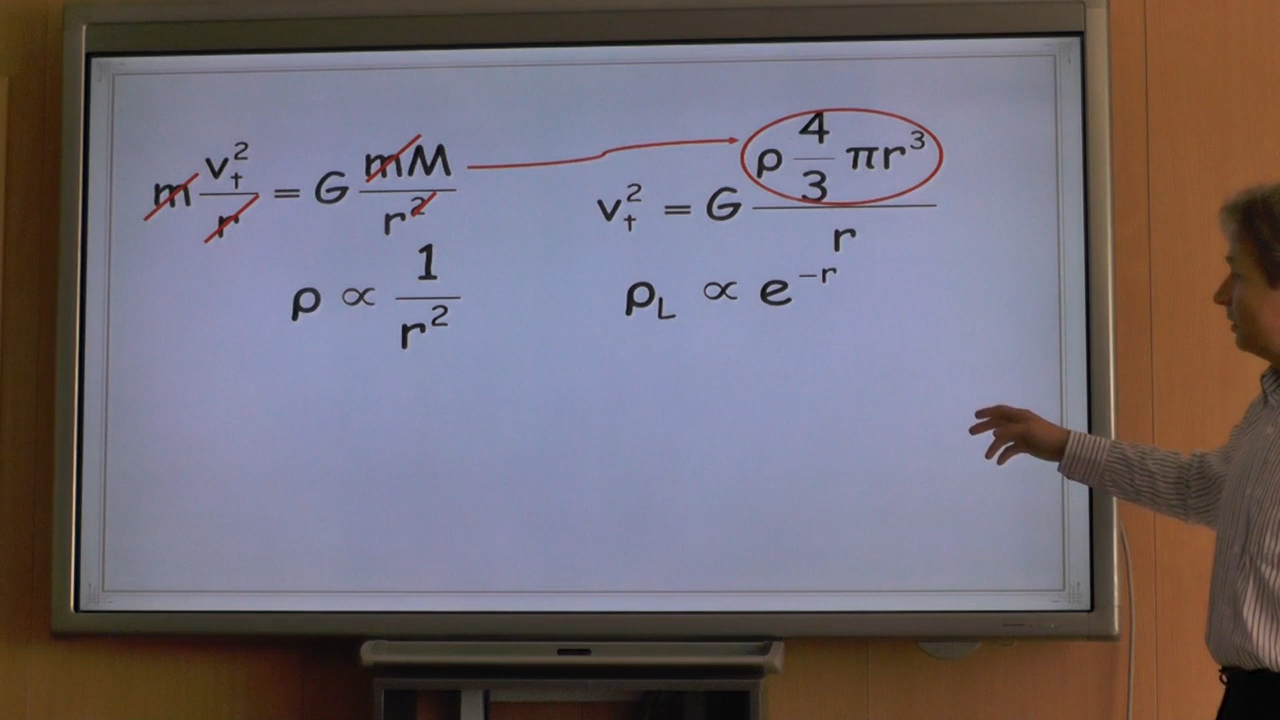 m v_t^2 / r = G mM / r^2
v_t^2 = G ρ 4/3 πr^3 / r
ρ ∝ 1 / r^2
ρ_L ∝ e^-r